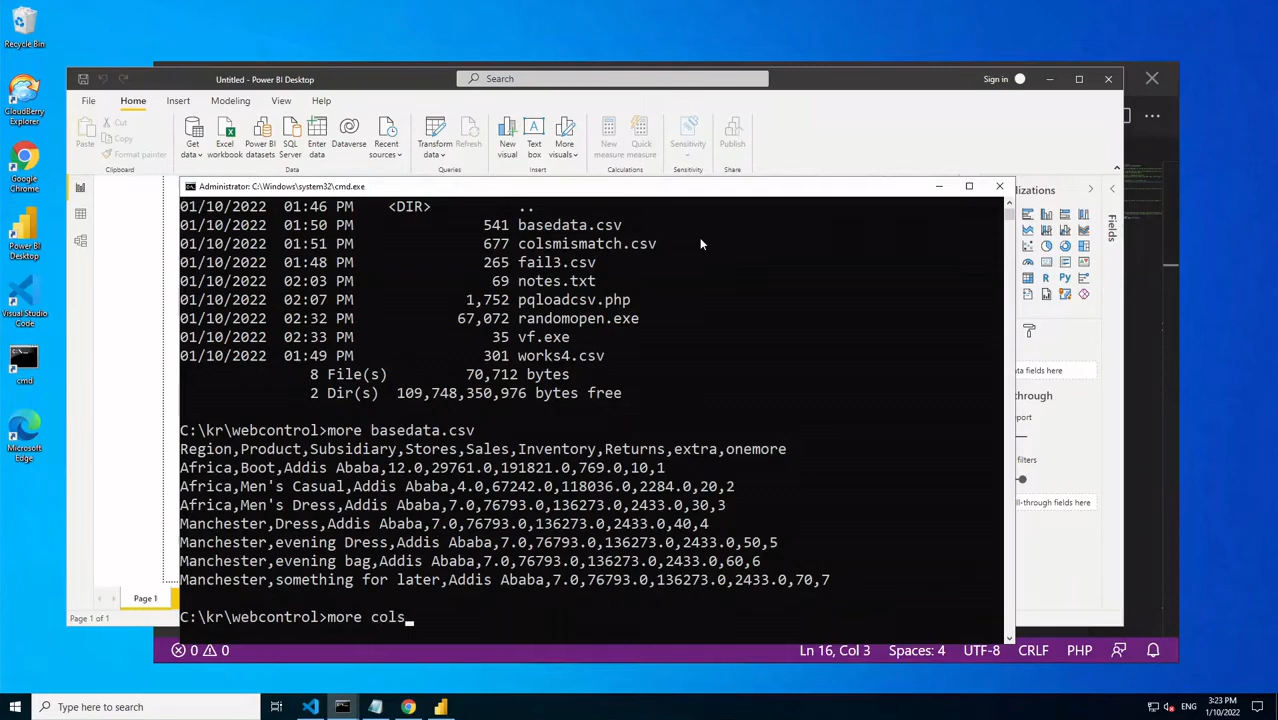 Recycle Bin
CloudBerry
Explorer
Google
Chrome
Power BI
Desktop
Visual Studio
Code
cmd
Microsoft
Edge
Untitled - Power BI Desktop
Search
Sign in
File
Home
Insert
Modeling
View
Help
Paste
Cut
Copy
Format painter
Clipboard
Get
data
Excel
workbook
Power BI
datasets
SQL
Server
Enter
data
Dataverse
Recent
sources
Data
Transform
data
Refresh
Queries
New
visual
Text
box
More
visuals
Insert
New
measure
Quick
measure
Calculations
Sensitivity
Sensitivity
Publish
Share
Administrator: C:\Windows\system32\cmd.exe
01/10/2022 01:46 PM <DIR> ..
01/10/2022 01:50 PM 541 basedata.csv
01/10/2022 01:51 PM 677 colsmismatch.csv
01/10/2022 01:48 PM 265 fail3.csv
01/10/2022 02:02 PM 69 notes.txt
01/10/2022 02:07 PM 1,752 pqloadcsv.php
01/10/2022 02:32 PM 67,072 randomopen.exe
01/10/2022 02:33 PM 35 vf.exe
01/10/2022 01:49 PM 301 works4.csv
8 File(s) 70,712 bytes
2 Dir(s) 109,748,350,976 bytes free
C:\kr\webcontrol>more basedata.csv
Region,Product,Subsidiary,Stores,Sales,Inventory,Returns,extra,onemore
Africa,Boot,Addis Ababa,12.0,29761.0,191821.0,769.0,10,1
Africa,Men's Casual,Addis Ababa,4.0,67242.0,118036.0,2284.0,20,2
Africa,Men's Dress,Addis Ababa,7.0,76793.0,136273.0,2433.0,30,3
Manchester,Dress,Addis Ababa,7.0,76793.0,136273.0,2433.0,40,4
Manchester,evening Dress,Addis Ababa,7.0,76793.0,136273.0,2433.0,50,5
Manchester,evening bag,Addis Ababa,7.0,76793.0,136273.0,2433.0,60,6
Manchester,something for later,Addis Ababa,7.0,76793.0,136273.0,2433.0,70,7
C:\kr\webcontrol>more cols
lizations
Fields
R
Py
data fields here
through
port
filters
ll-through fields here
Page 1
Page 1 of 1
0 0
Ln 16, Col 3
Spaces: 4
UTF-8
CRLF
PHP
Type here to search
ENG
3:23 PM
1/10/2022